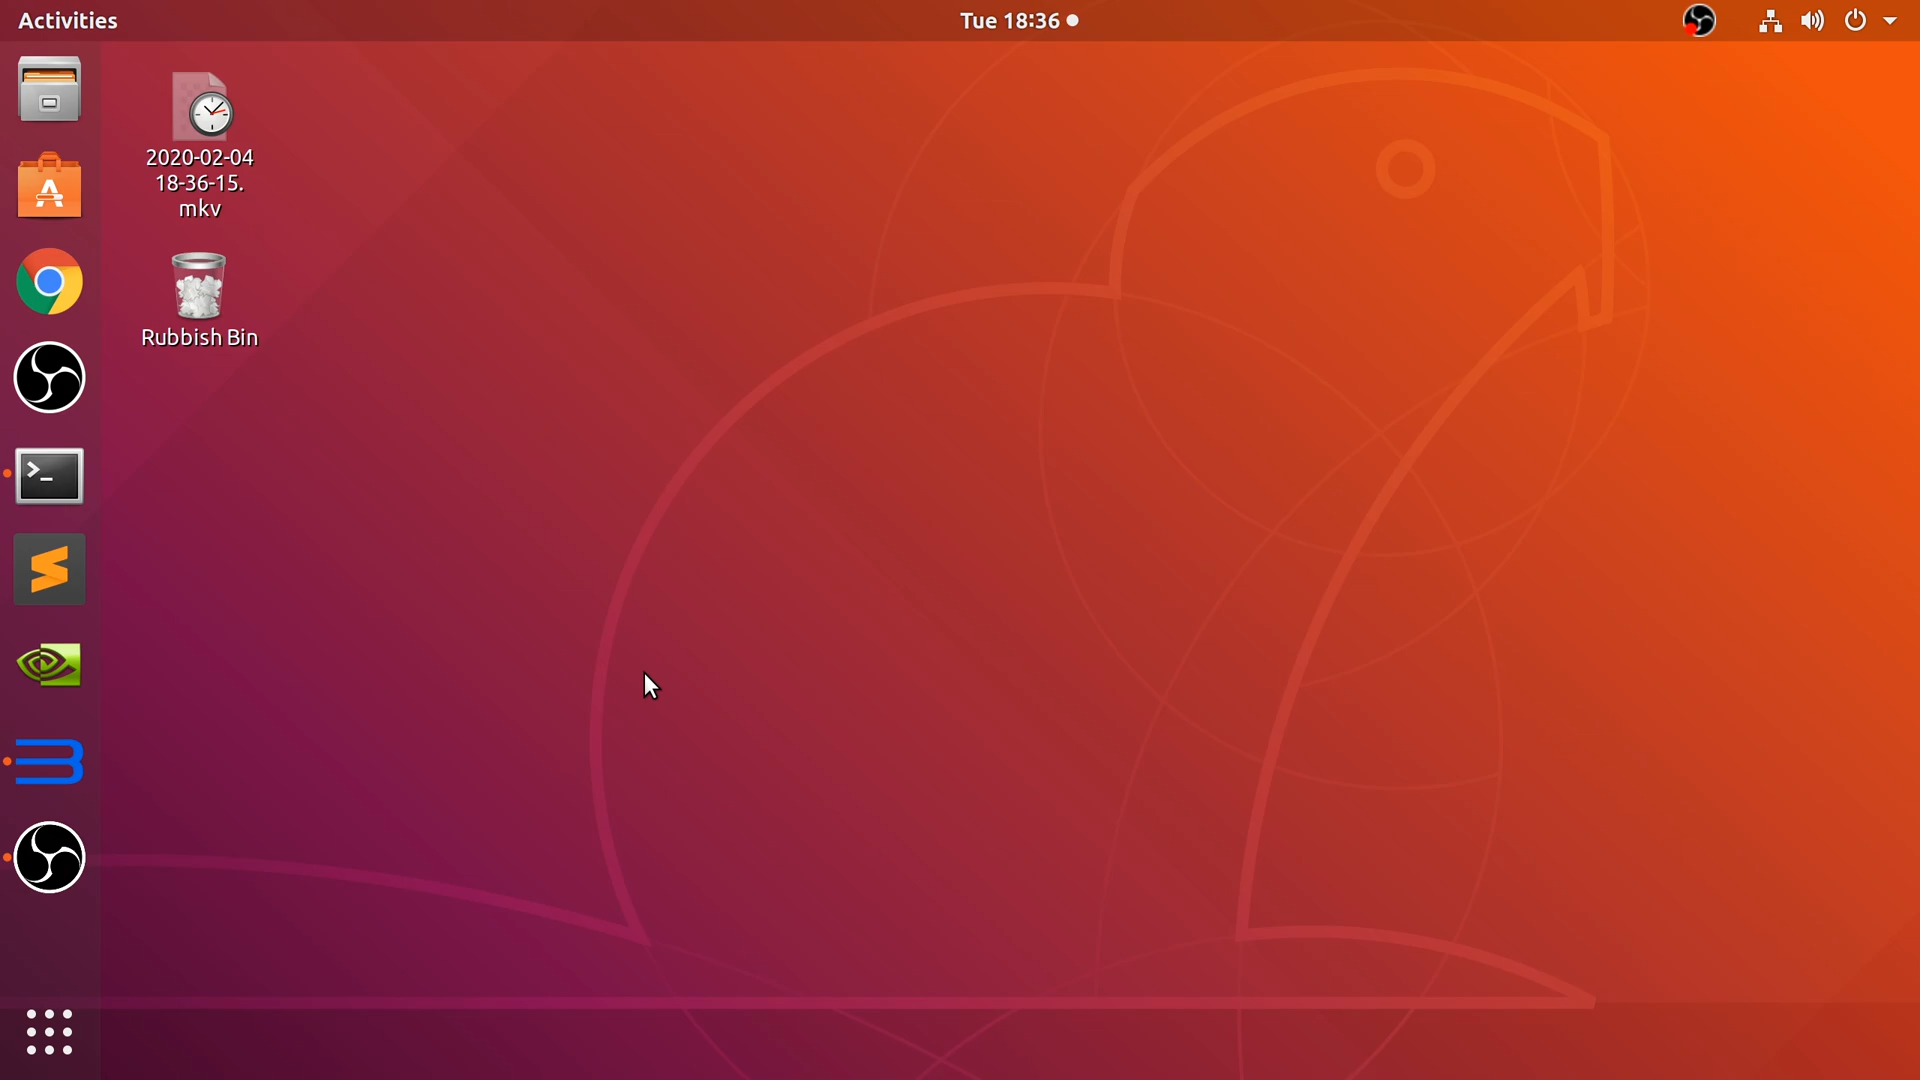 Activities
Tue 18:36
2020-02-04
18-36-15.
mkv
Rubbish Bin